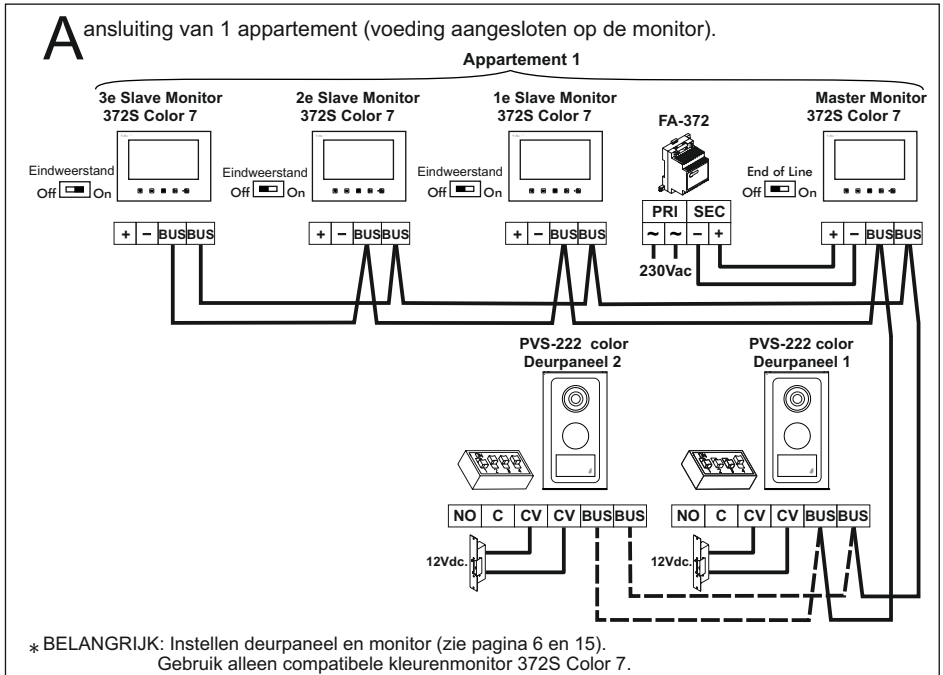 Aansluiting van 1 appartement (voeding aangesloten op de monitor).
Appartement 1
3e Slave Monitor
372S Color 7
2e Slave Monitor
372S Color 7
1e Slave Monitor
372S Color 7
FA-372
Master Monitor
372S Color 7
Eindweerstand
Off On
Eindweerstand
Off On
Eindweerstand
Off On
End of Line
Off On
PRI SEC
~ ~ − +
230Vac
+ − BUS BUS
+ − BUS BUS
+ − BUS BUS
+ − BUS BUS
PVS-222 color
Deurpaneel 2
PVS-222 color
Deurpaneel 1
NO C CV CV BUS BUS
NO C CV CV BUS BUS
12Vdc.
12Vdc.
* BELANGRIJK: Instellen deurpaneel en monitor (zie pagina 6 en 15).
Gebruik alleen compatibele kleurenmonitor 372S Color 7.